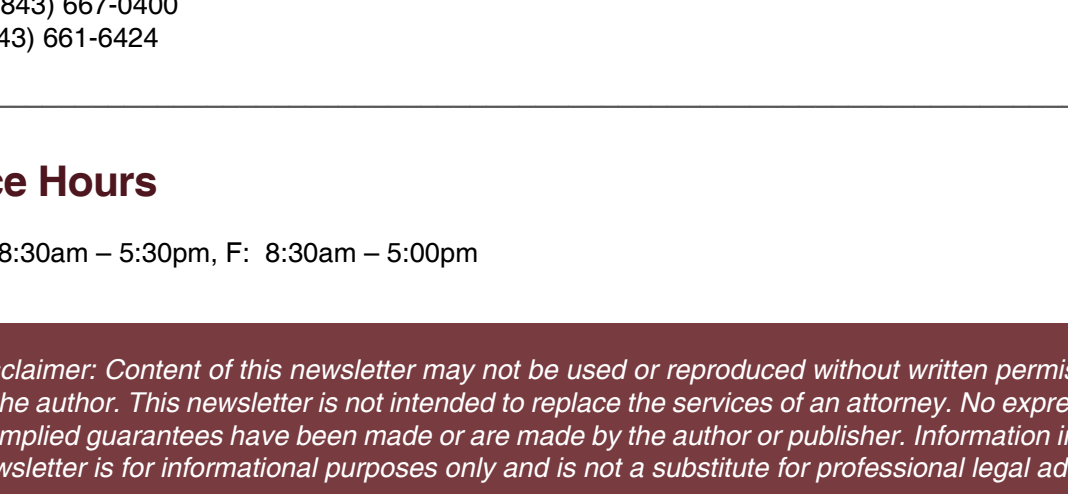 843) 667-0400
43) 661-6424
ce Hours
8:30am – 5:30pm, F:  8:30am – 5:00pm
sclaimer: Content of this newsletter may not be used or reproduced without written permis
he author. This newsletter is not intended to replace the services of an attorney. No expre
mplied guarantees have been made or are made by the author or publisher. Information in
wsletter is for informational purposes only and is not a substitute for professional legal ad